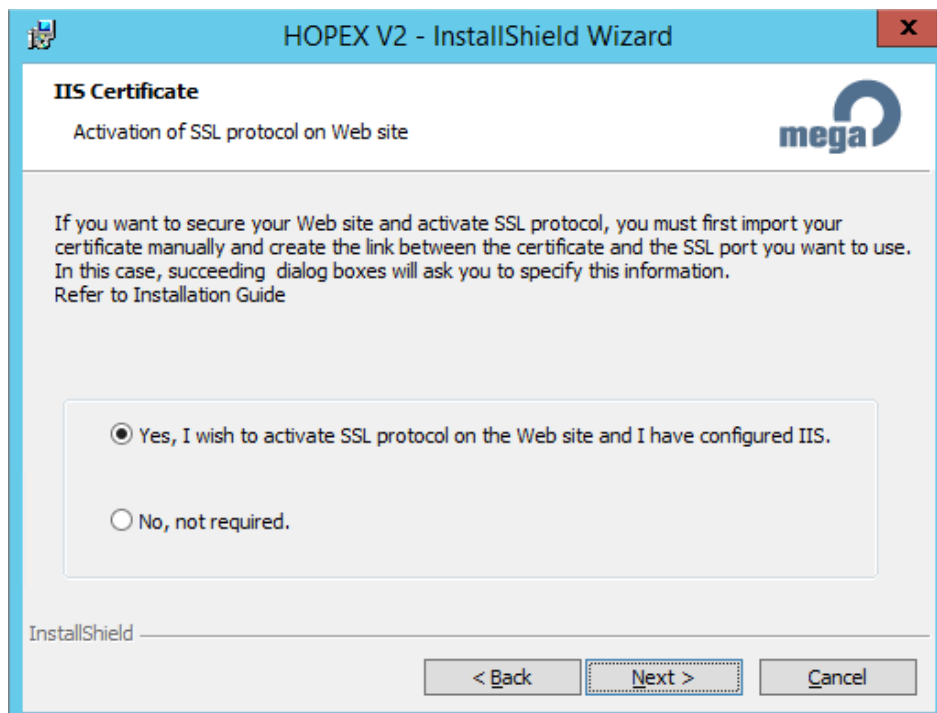 HOPEX V2 - InstallShield Wizard
x
IIS Certificate
Activation of SSL protocol on Web site
mega
If you want to secure your Web site and activate SSL protocol, you must first import your
certificate manually and create the link between the certificate and the SSL port you want to use.
In this case, succeeding  dialog boxes will ask you to specify this information.
Refer to Installation Guide
Yes, I wish to activate SSL protocol on the Web site and I have configured IIS.
No, not required.
InstallShield
< Back
Next >
Cancel